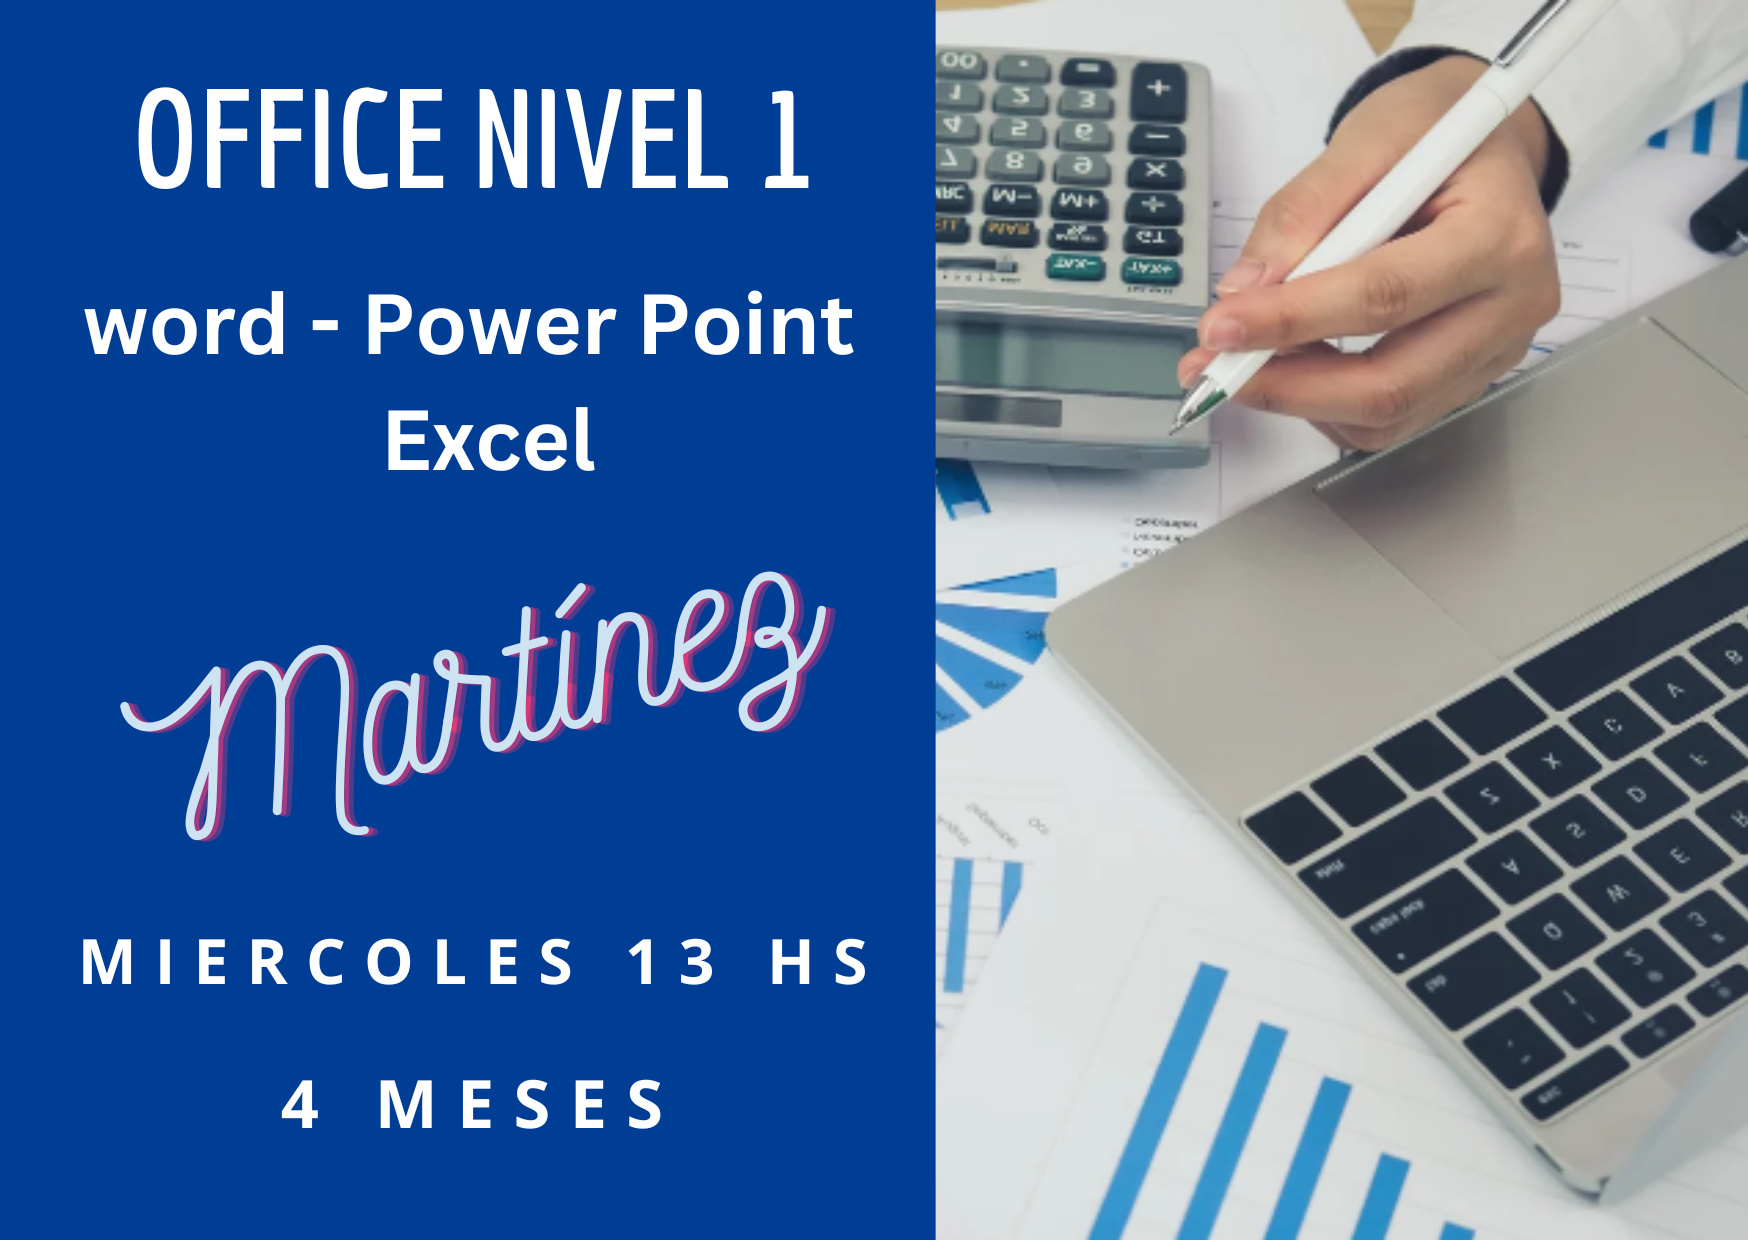 OFFICE NIVEL 1
word - Power Point
Excel
Martínez
MIERCOLES 13 HS
4 MESES